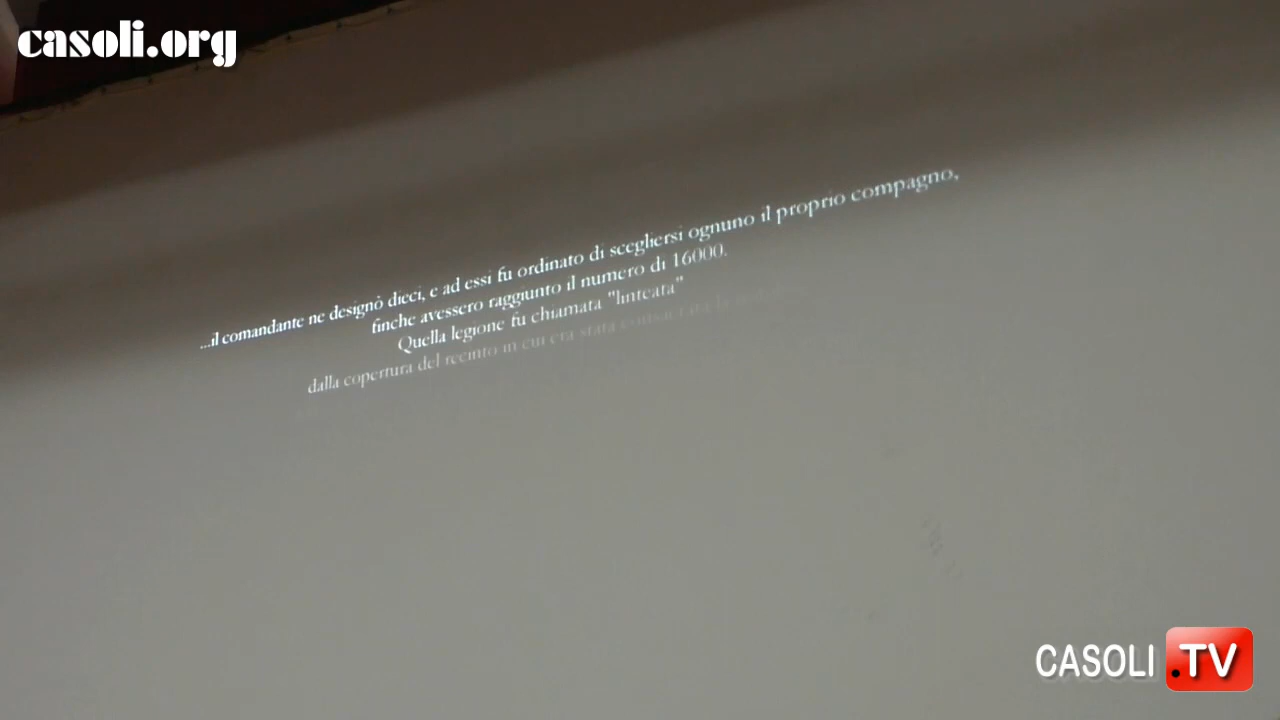 casoli.org
...il comandante ne designò dieci, e ad essi fu ordinato di scegliersi ognuno il proprio compagno,
finche avessero raggiunto il numero di 16000.
Quella legione fu chiamata "linteata"
dalla copertura del recinto in cui era stata consacrata la
CASOLI .TV